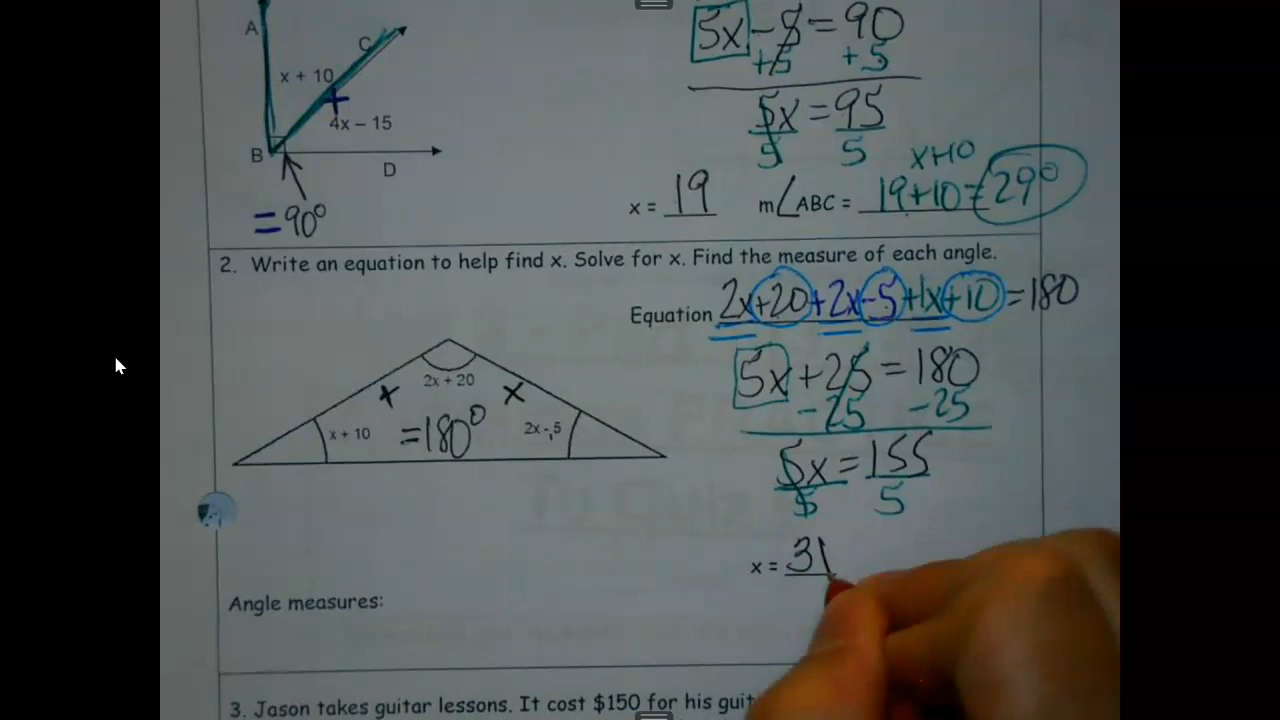 A
C
x + 10
4x – 15
B
D
= 90°
5x - 5 = 90
+5 +5
5x = 95
5 5
x+10
x = 19 m∠ABC = 19+10 = 29°
2. Write an equation to help find x. Solve for x. Find the measure of each angle.
Equation 2x+20+2x-5+1x+10 = 180
2x + 20
x + 10
= 180°
2x - 5
5x + 25 = 180
-25 -25
5x = 155
5 5
x = 31
Angle measures:
3. Jason takes guitar lessons. It cost $150 for his